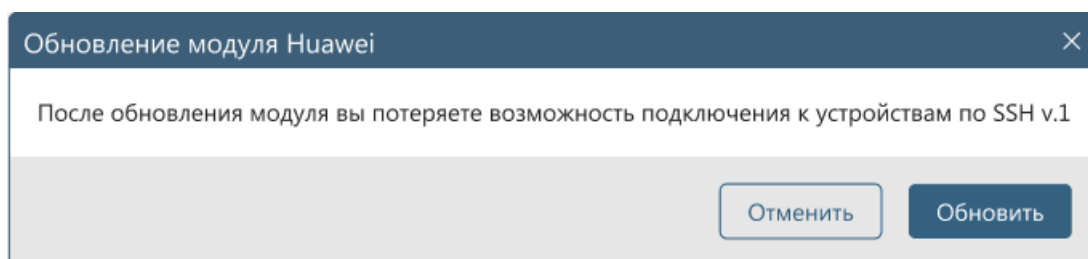 Обновление модуля Huawei
После обновления модуля вы потеряете возможность подключения к устройствам по SSH v.1
Отменить
Обновить